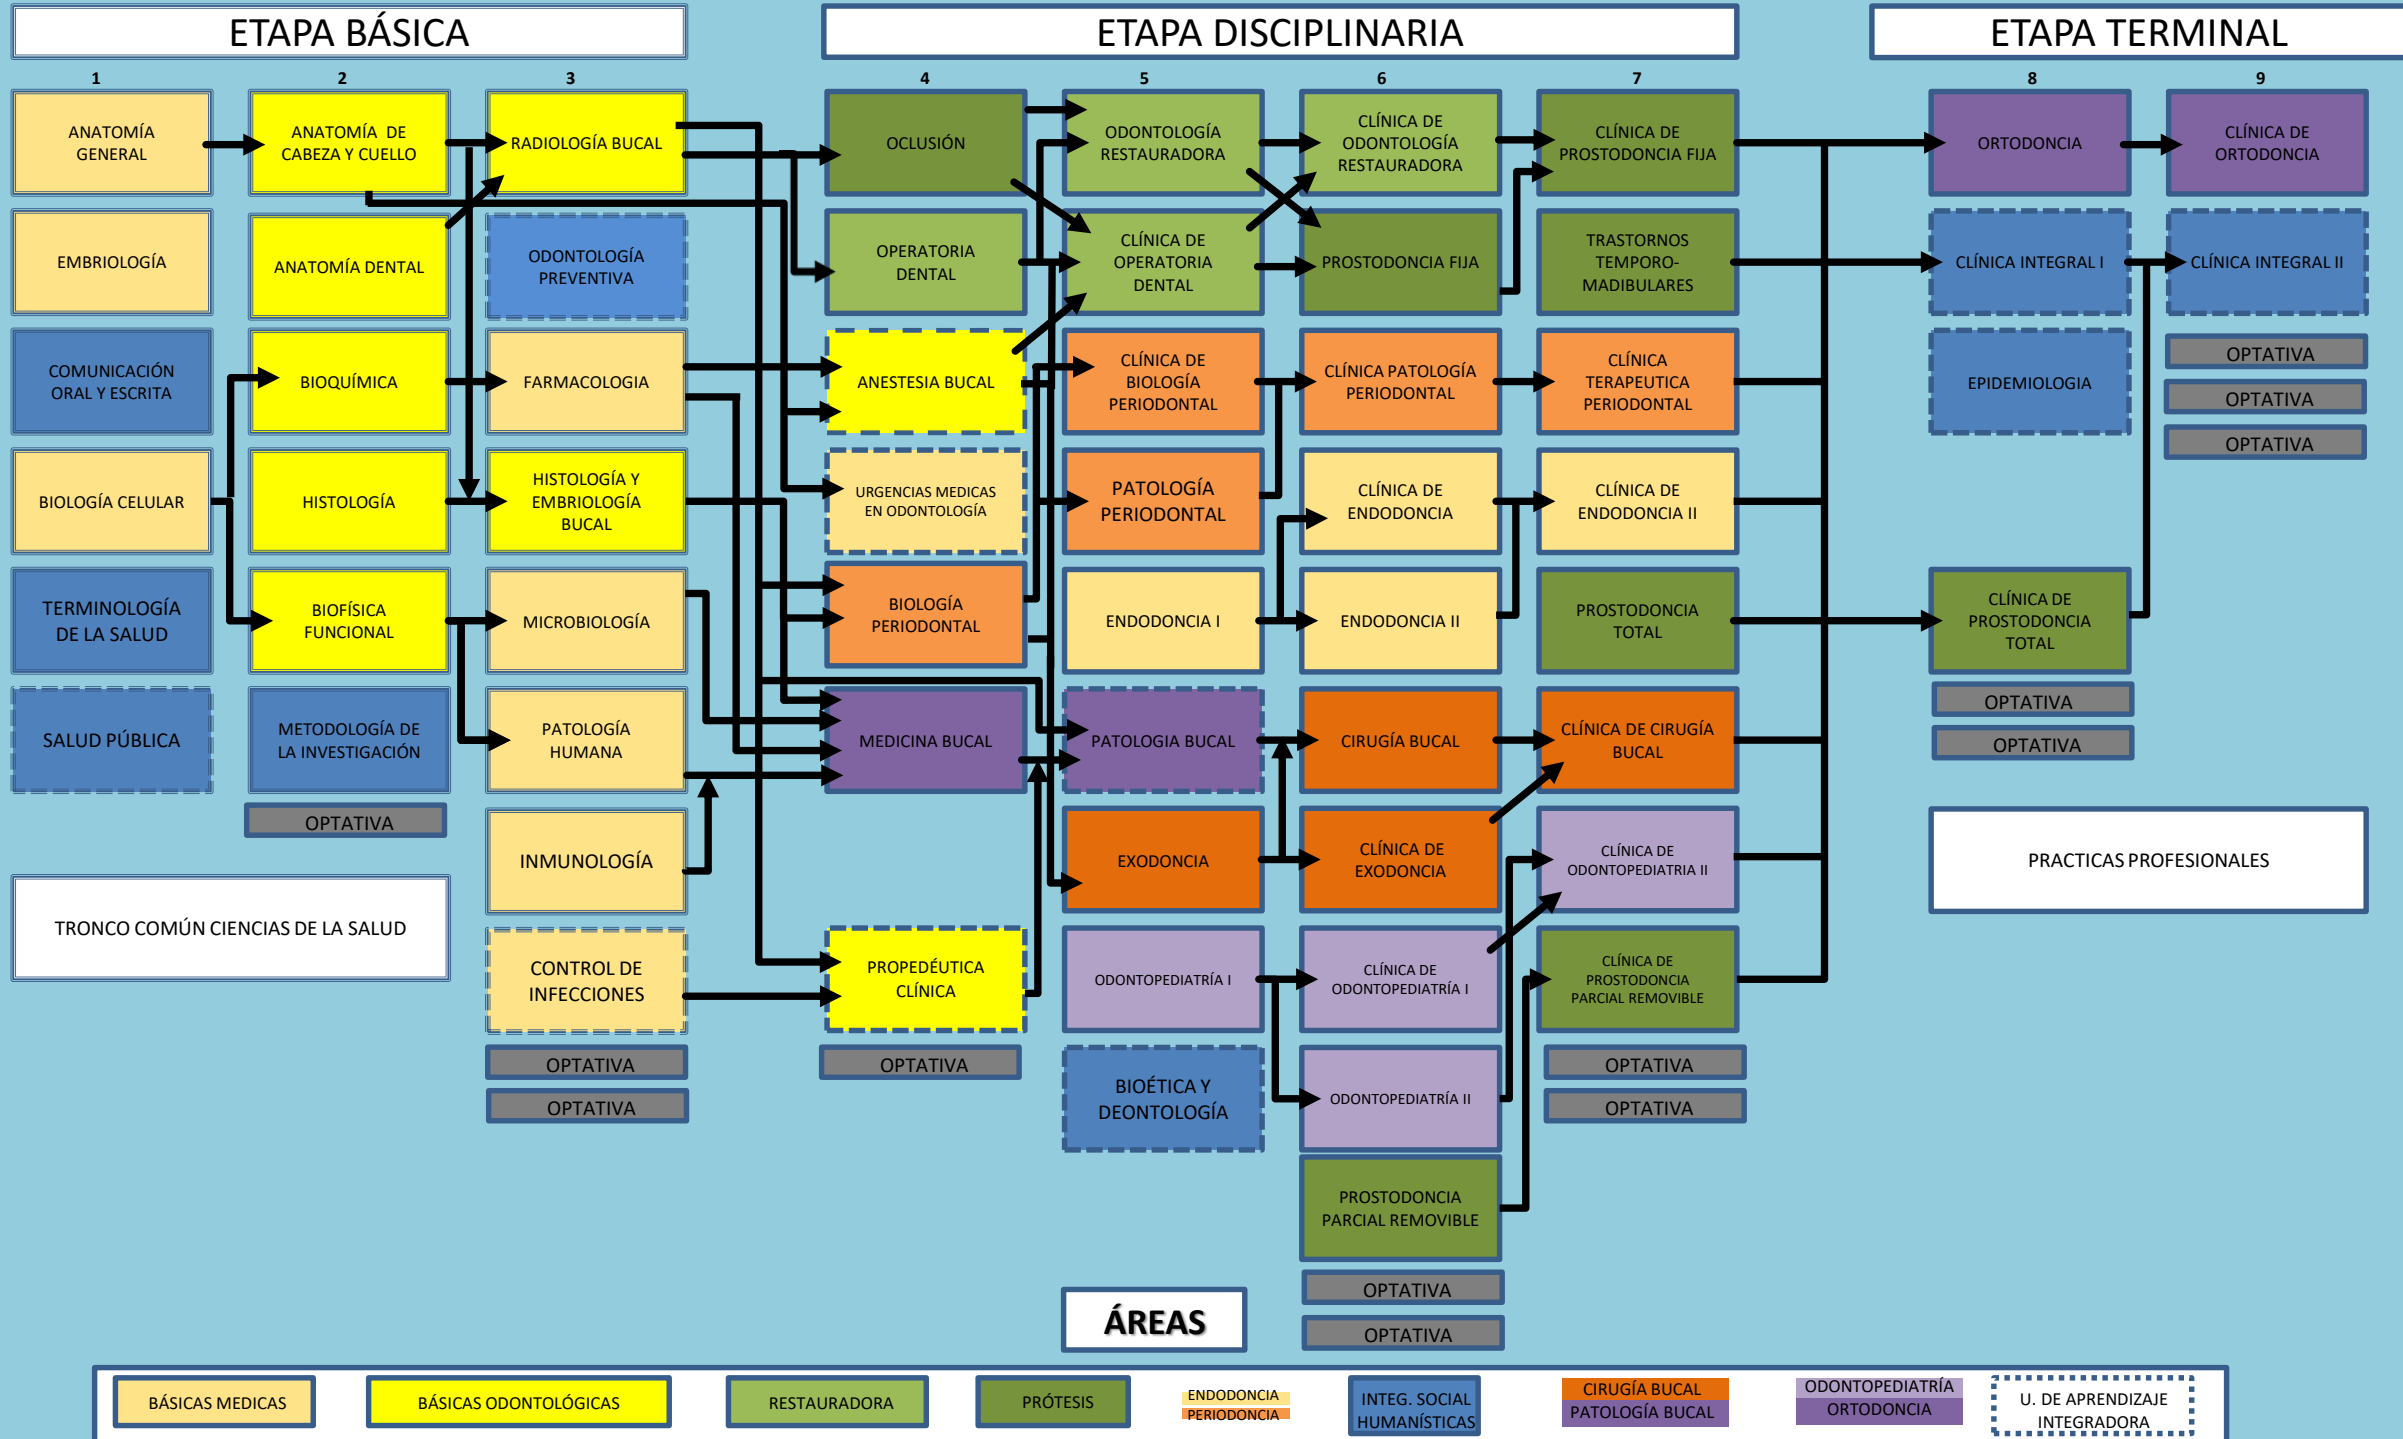 ETAPA BÁSICA
ETAPA DISCIPLINARIA
ETAPA TERMINAL
1
2
3
4
5
6
7
8
9
ANATOMÍA
GENERAL
EMBRIOLOGÍA
COMUNICACIÓN
ORAL Y ESCRITA
BIOLOGÍA CELULAR
TERMINOLOGÍA
DE LA SALUD
SALUD PÚBLICA
TRONCO COMÚN CIENCIAS DE LA SALUD
ANATOMÍA DE
CABEZA Y CUELLO
ANATOMÍA DENTAL
BIOQUÍMICA
HISTOLOGÍA
BIOFÍSICA
FUNCIONAL
METODOLOGÍA DE
LA INVESTIGACIÓN
OPTATIVA
RADIOLOGÍA BUCAL
ODONTOLOGÍA
PREVENTIVA
FARMACOLOGIA
HISTOLOGÍA Y
EMBRIOLOGÍA
BUCAL
MICROBIOLOGÍA
PATOLOGÍA
HUMANA
INMUNOLOGÍA
CONTROL DE
INFECCIONES
OPTATIVA
OPTATIVA
OCLUSIÓN
OPERATORIA
DENTAL
ANESTESIA BUCAL
URGENCIAS MEDICAS
EN ODONTOLOGÍA
BIOLOGÍA
PERIODONTAL
MEDICINA BUCAL
PROPEDÉUTICA
CLÍNICA
OPTATIVA
ODONTOLOGÍA
RESTAURADORA
CLÍNICA DE
OPERATORIA
DENTAL
CLÍNICA DE
BIOLOGÍA
PERIODONTAL
PATOLOGÍA
PERIODONTAL
ENDODONCIA I
PATOLOGIA BUCAL
EXODONCIA
ODONTOPEDIATRÍA I
BIOÉTICA Y
DEONTOLOGÍA
CLÍNICA DE
ODONTOLOGÍA
RESTAURADORA
PROSTODONCIA FIJA
CLÍNICA PATOLOGÍA
PERIODONTAL
CLÍNICA DE
ENDODONCIA
ENDODONCIA II
CIRUGÍA BUCAL
CLÍNICA DE
EXODONCIA
CLÍNICA DE
ODONTOPEDIATRÍA I
ODONTOPEDIATRÍA II
PROSTODONCIA
PARCIAL REMOVIBLE
OPTATIVA
OPTATIVA
CLÍNICA DE
PROSTODONCIA FIJA
TRASTORNOS
TEMPORO-
MADIBULARES
CLÍNICA
TERAPEUTICA
PERIODONTAL
CLÍNICA DE
ENDODONCIA II
PROSTODONCIA
TOTAL
CLÍNICA DE CIRUGÍA
BUCAL
CLÍNICA DE
ODONTOPEDIATRIA II
CLÍNICA DE
PROSTODONCIA
PARCIAL REMOVIBLE
OPTATIVA
OPTATIVA
ORTODONCIA
CLÍNICA INTEGRAL I
EPIDEMIOLOGIA
CLÍNICA DE
PROSTODONCIA
TOTAL
OPTATIVA
OPTATIVA
CLÍNICA DE
ORTODONCIA
CLÍNICA INTEGRAL II
OPTATIVA
OPTATIVA
OPTATIVA
PRACTICAS PROFESIONALES
ÁREAS
BÁSICAS MEDICAS
BÁSICAS ODONTOLÓGICAS
RESTAURADORA
PRÓTESIS
ENDODONCIA
PERIODONCIA
INTEG. SOCIAL
HUMANÍSTICAS
CIRUGÍA BUCAL
PATOLOGÍA BUCAL
ODONTOPEDIATRÍA
ORTODONCIA
U. DE APRENDIZAJE
INTEGRADORA